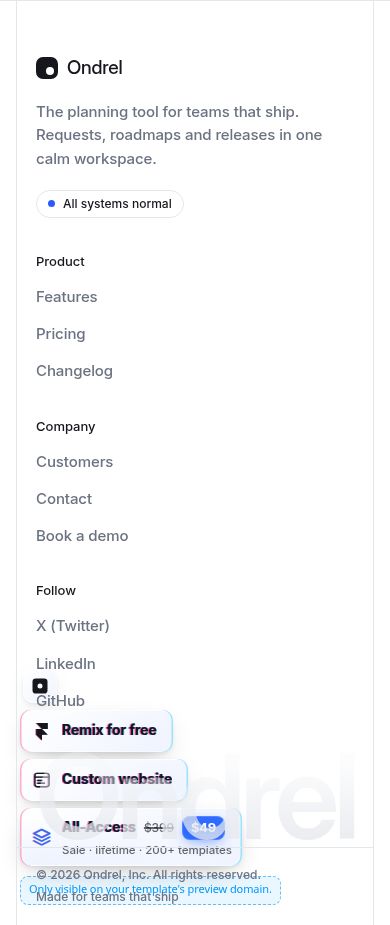 Ondrel
The planning tool for teams that ship.
Requests, roadmaps and releases in one
calm workspace.
All systems normal
Product
Features
Pricing
Changelog
Company
Customers
Contact
Book a demo
Follow
X (Twitter)
LinkedIn
GitHub
Remix for free
Custom website
Ondrel
All-Access $399 $49
Sale · lifetime · 200+ templates
© 2026 Ondrel, Inc. All rights reserved.
Only visible on your template's preview domain.
Made for teams that ship